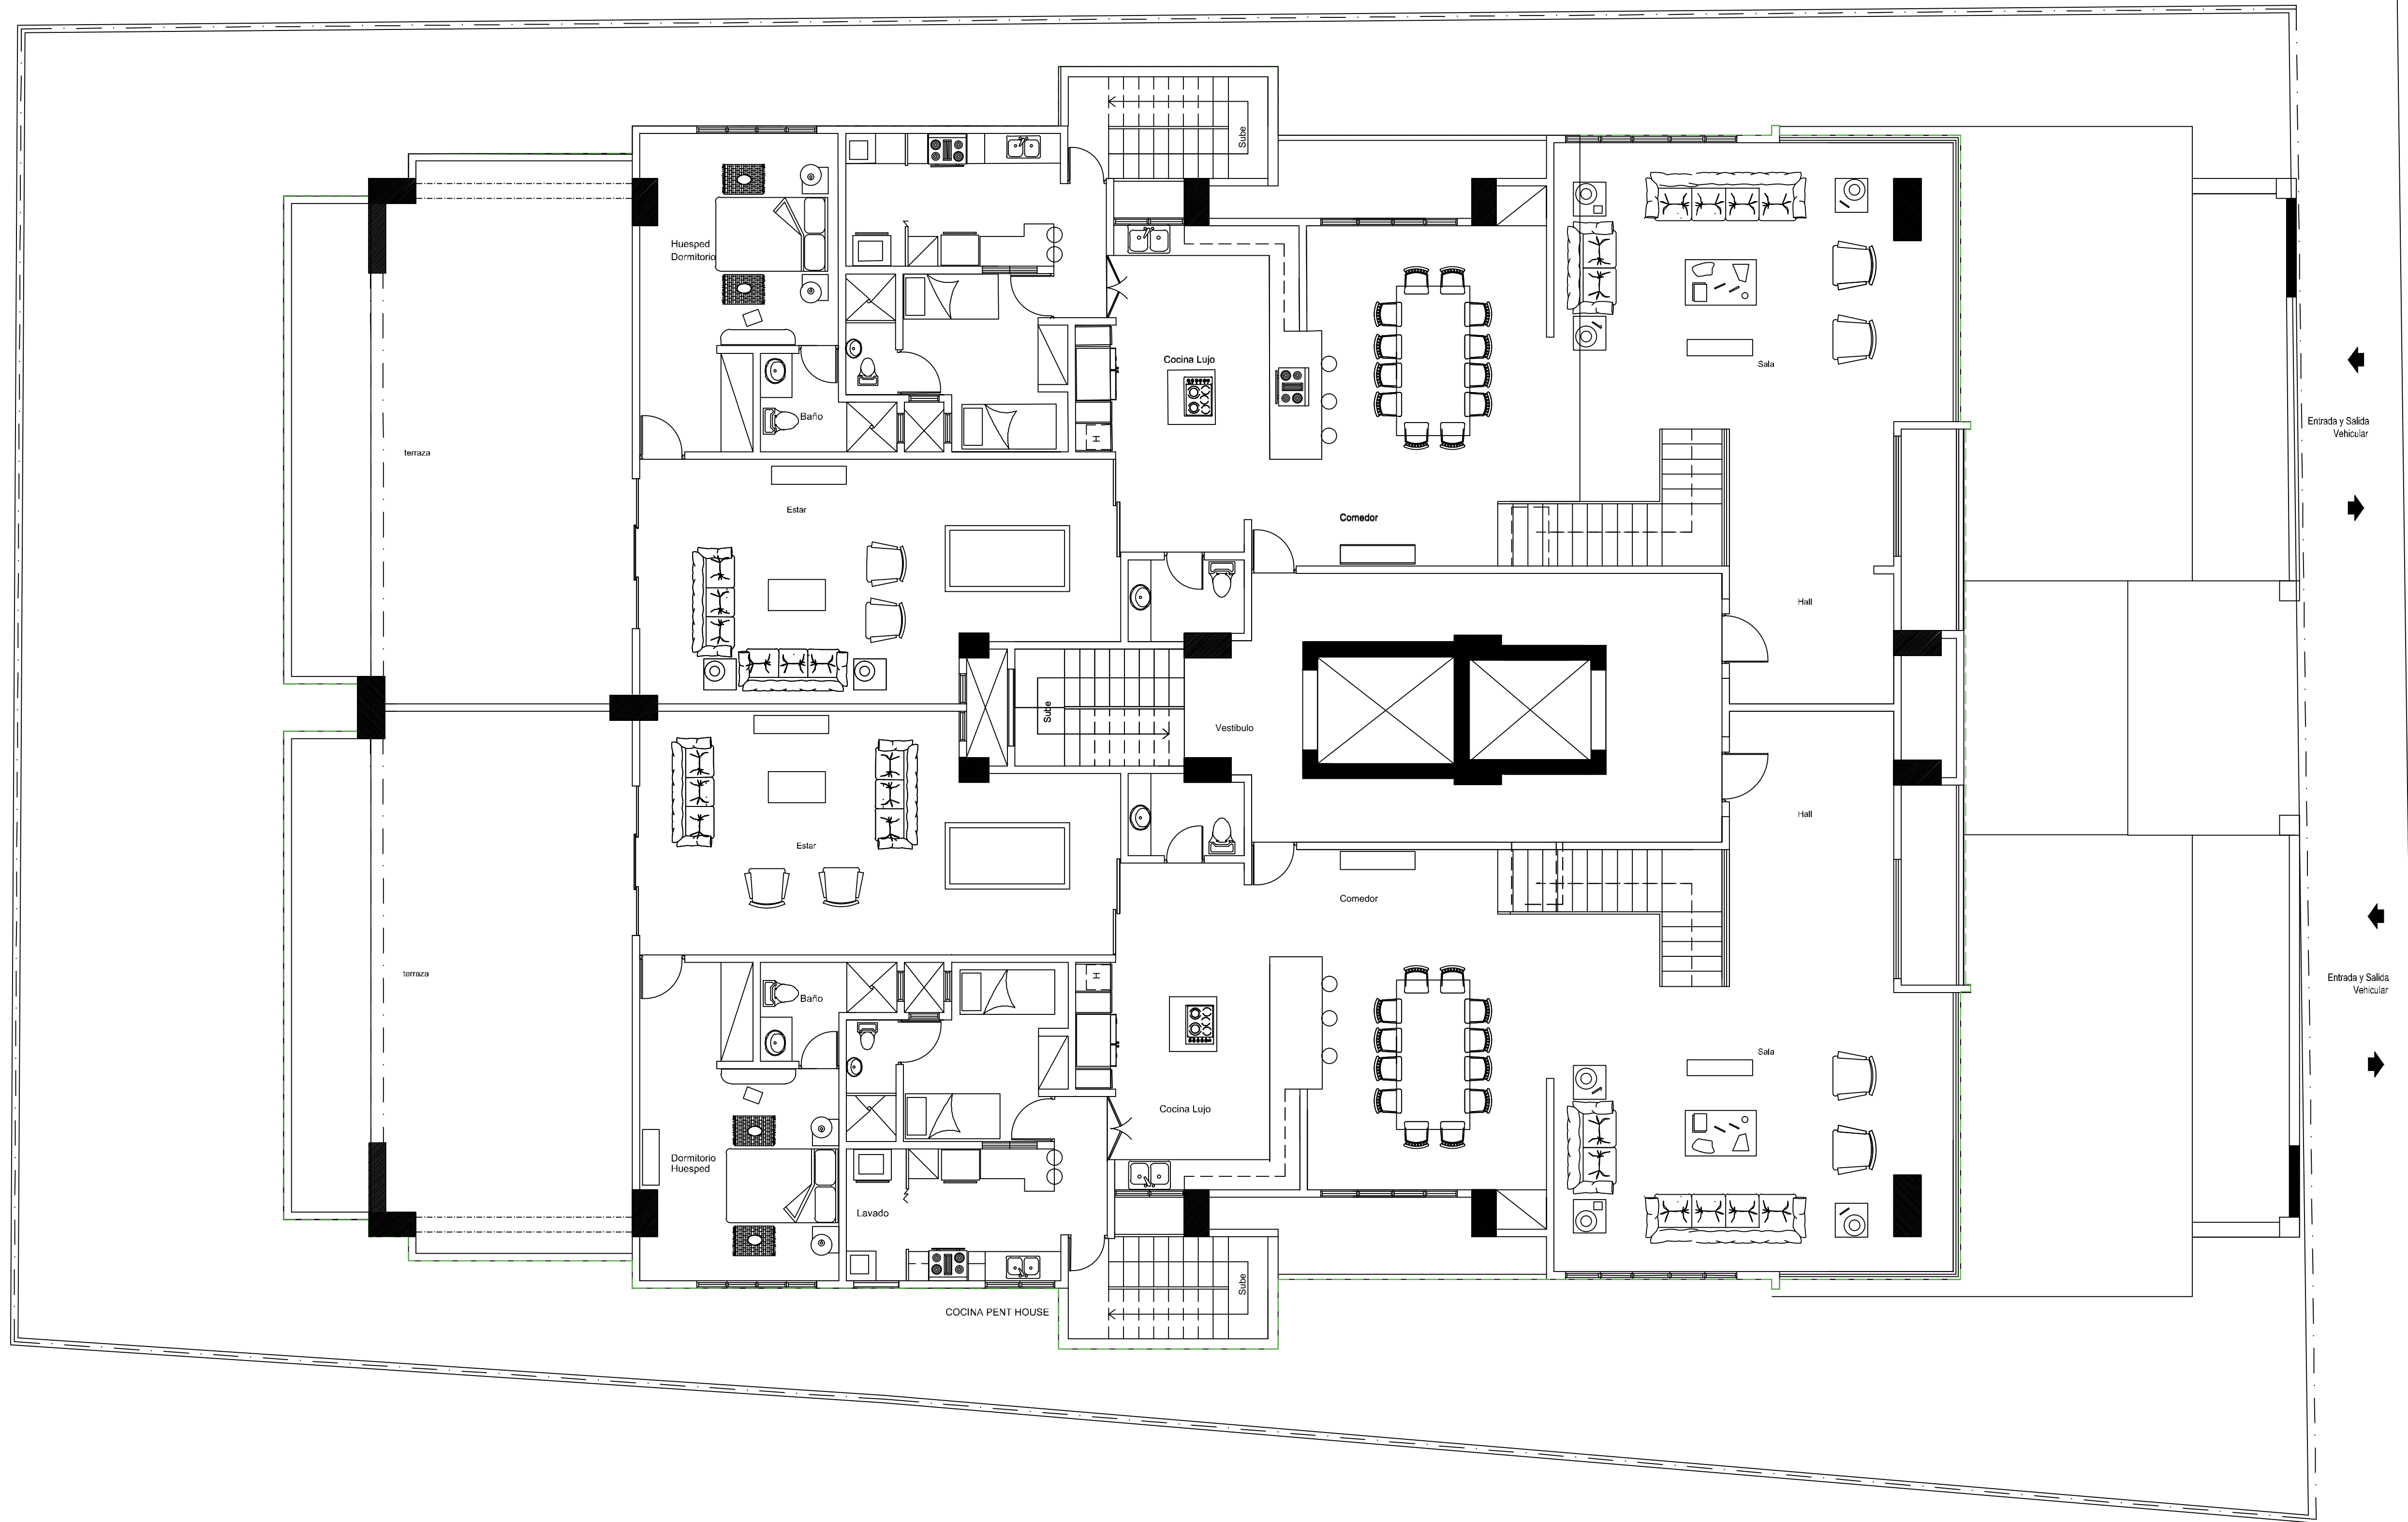 Sube
Huesped
Dormitorio
Cocina Lujo
Sala
Baño
Entrada y Salida
Vehicular
terraza
H
Estar
Comedor
Hall
Sube
Vestibulo
Hall
Estar
Comedor
terraza
H
Entrada y Salida
Vehicular
Baño
Sala
Cocina Lujo
Dormitorio
Huesped
Lavado
Sube
COCINA PENT HOUSE